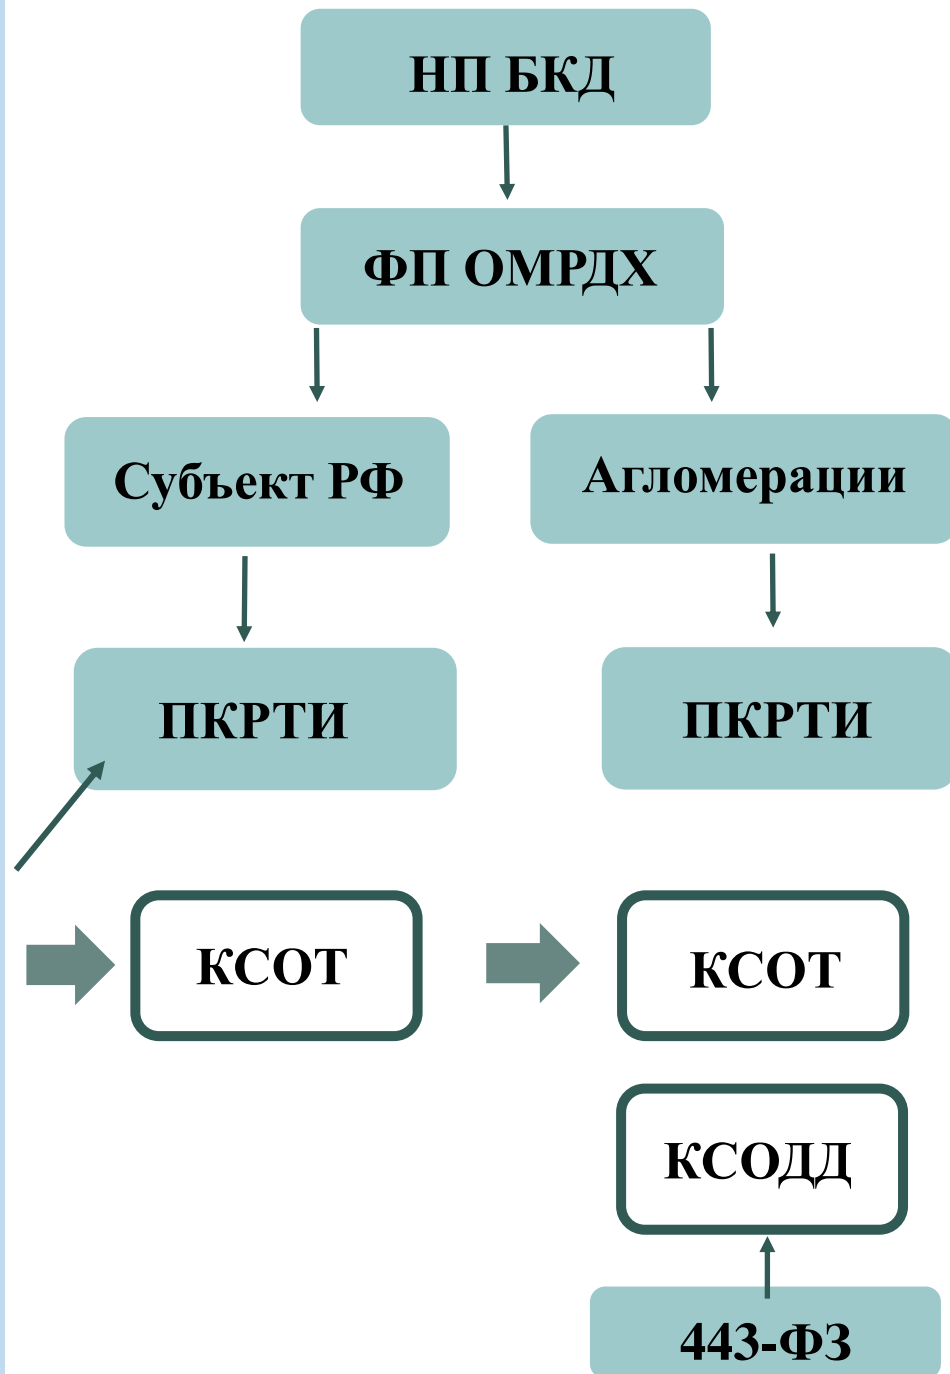 НП БКД
ФП ОМРДХ
Субъект РФ
Агломерации
ПКРТИ
ПКРТИ
КСОТ
КСОТ
КСОДД
443-ФЗ